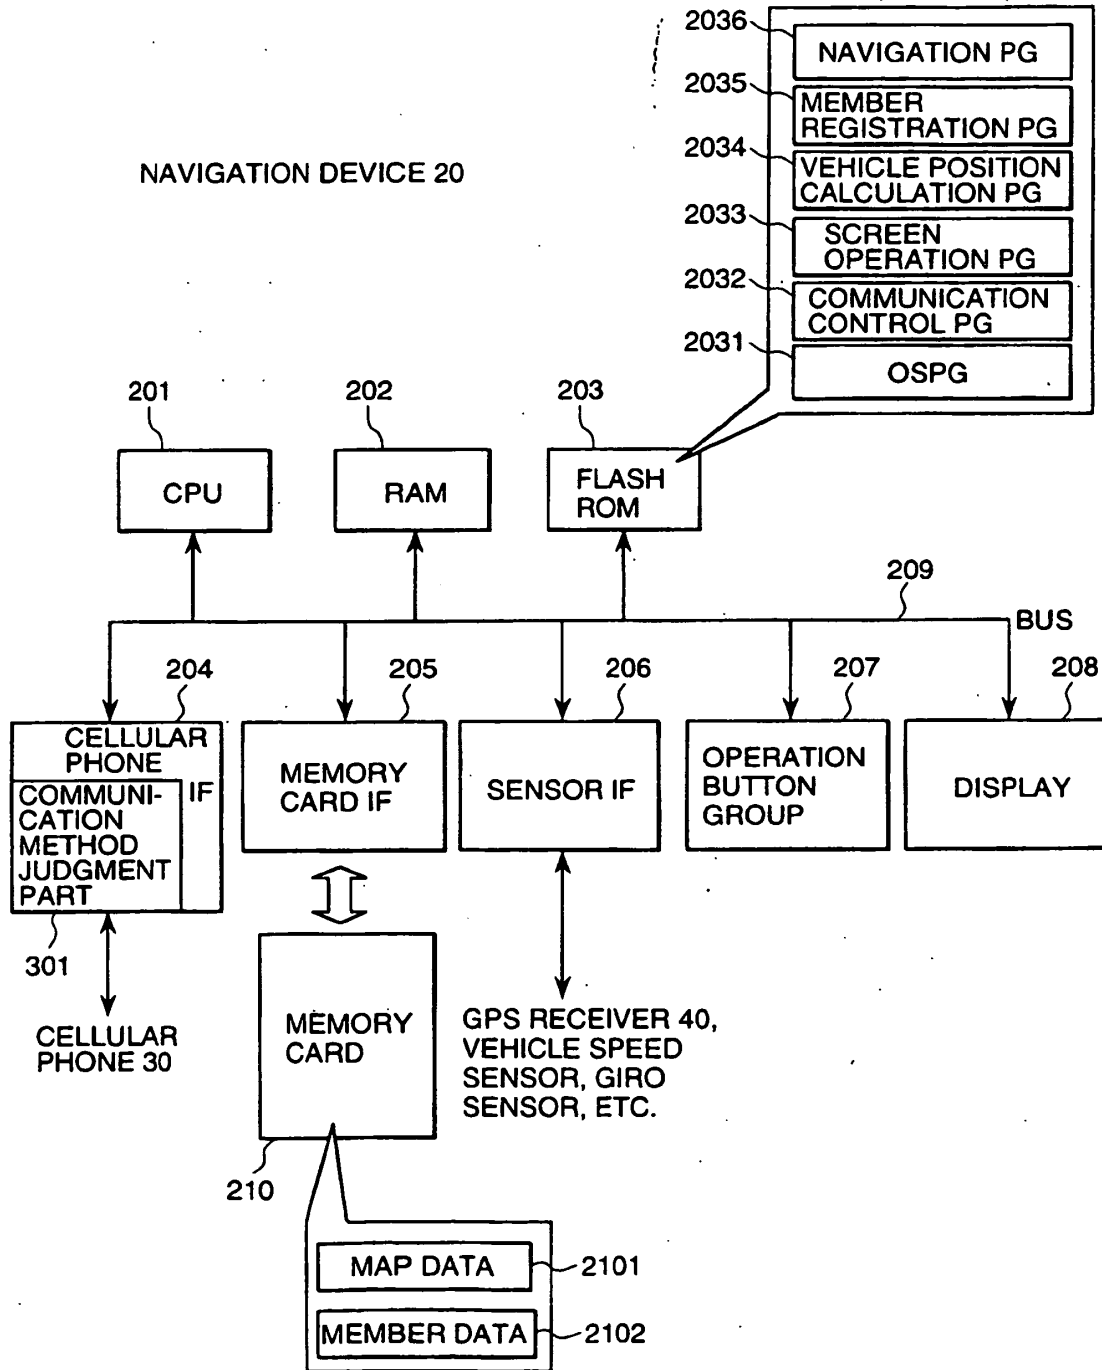 2036
NAVIGATION PG
2035
MEMBER
REGISTRATION PG
NAVIGATION DEVICE 20
2034
VEHICLE POSITION
CALCULATION PG
2033
SCREEN
OPERATION PG
2032
COMMUNICATION
CONTROL PG
2031
OSPG
201
202
203
CPU
RAM
FLASH
ROM
209
BUS
204
205
206
207
208
CELLULAR
PHONE
IF
COMMUNI-
CATION
METHOD
JUDGMENT
PART
MEMORY
CARD IF
SENSOR IF
OPERATION
BUTTON
GROUP
DISPLAY
301
CELLULAR
PHONE 30
MEMORY
CARD
GPS RECEIVER 40,
VEHICLE SPEED
SENSOR, GIRO
SENSOR, ETC.
210
MAP DATA
2101
MEMBER DATA
2102